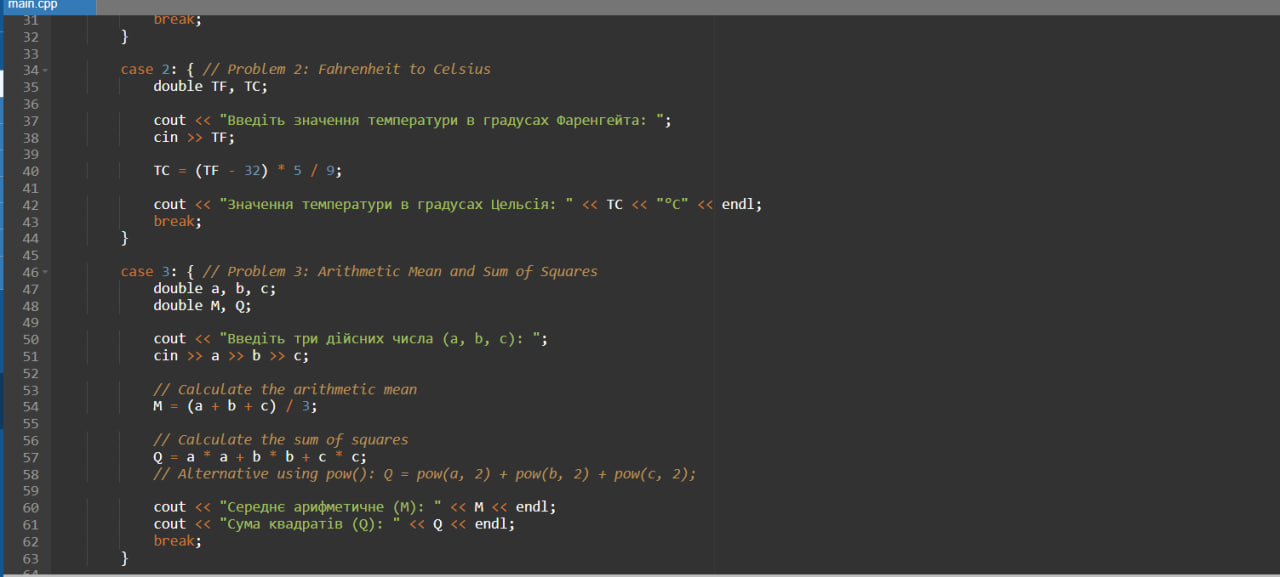 main.cpp
31 break;
32 }
33
34 case 2: { // Problem 2: Fahrenheit to Celsius
35 double TF, TC;
36
37 cout << "Введіть значення температури в градусах Фаренгейта: ";
38 cin >> TF;
39
40 TC = (TF - 32) * 5 / 9;
41
42 cout << "Значення температури в градусах Цельсія: " << TC << "°C" << endl;
43 break;
44 }
45
46 case 3: { // Problem 3: Arithmetic Mean and Sum of Squares
47 double a, b, c;
48 double M, Q;
49
50 cout << "Введіть три дійсних числа (a, b, c): ";
51 cin >> a >> b >> c;
52
53 // Calculate the arithmetic mean
54 M = (a + b + c) / 3;
55
56 // Calculate the sum of squares
57 Q = a * a + b * b + c * c;
58 // Alternative using pow(): Q = pow(a, 2) + pow(b, 2) + pow(c, 2);
59
60 cout << "Середнє арифметичне (M): " << M << endl;
61 cout << "Сума квадратів (Q): " << Q << endl;
62 break;
63 }
64